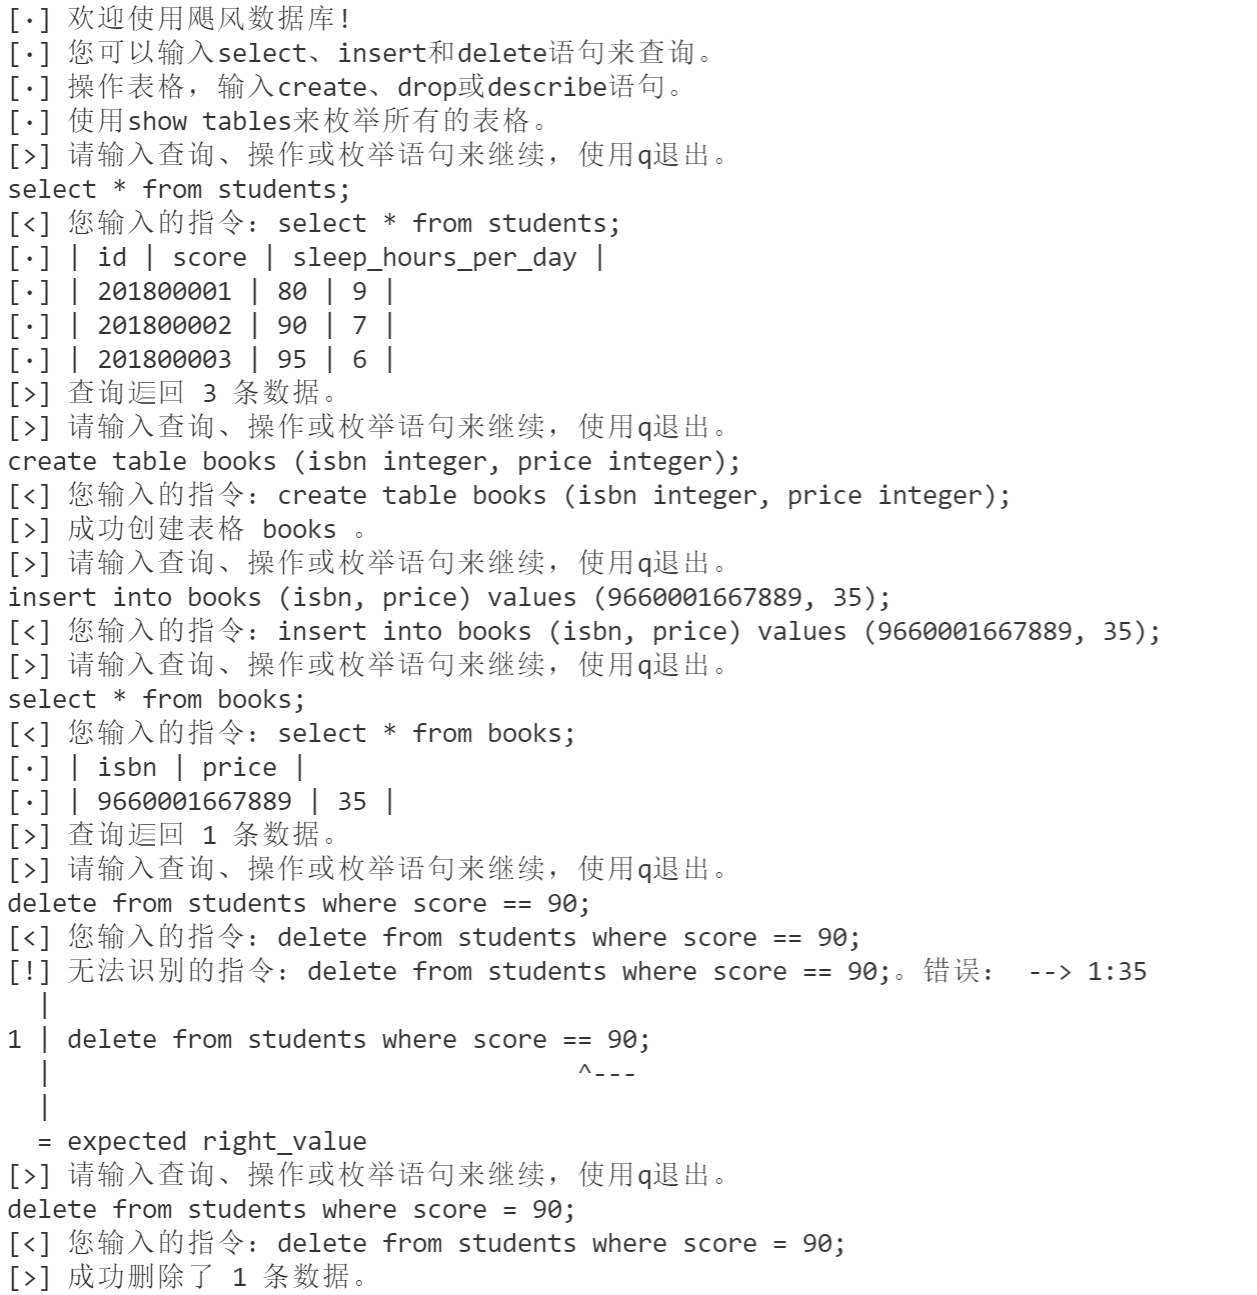 [·] 欢迎使用飓风数据库!
[·] 您可以输入select、insert和delete语句来查询。
[·] 操作表格，输入create、drop或describe语句。
[·] 使用show tables来枚举所有的表格。
[>] 请输入查询、操作或枚举语句来继续，使用q退出。
select * from students;
[<] 您输入的指令：select * from students;
[·] | id | score | sleep_hours_per_day |
[·] | 201800001 | 80 | 9 |
[·] | 201800002 | 90 | 7 |
[·] | 201800003 | 95 | 6 |
[>] 查询返回 3 条数据。
[>] 请输入查询、操作或枚举语句来继续，使用q退出。
create table books (isbn integer, price integer);
[<] 您输入的指令：create table books (isbn integer, price integer);
[>] 成功创建表格 books 。
[>] 请输入查询、操作或枚举语句来继续，使用q退出。
insert into books (isbn, price) values (9660001667889, 35);
[<] 您输入的指令：insert into books (isbn, price) values (9660001667889, 35);
[>] 请输入查询、操作或枚举语句来继续，使用q退出。
select * from books;
[<] 您输入的指令：select * from books;
[·] | isbn | price |
[·] | 9660001667889 | 35 |
[>] 查询返回 1 条数据。
[>] 请输入查询、操作或枚举语句来继续，使用q退出。
delete from students where score == 90;
[<] 您输入的指令：delete from students where score == 90;
[!] 无法识别的指令：delete from students where score == 90;。错误： --> 1:35
  |
1 | delete from students where score == 90;
  |                                   ^---
  |
  = expected right_value
[>] 请输入查询、操作或枚举语句来继续，使用q退出。
delete from students where score = 90;
[<] 您输入的指令：delete from students where score = 90;
[>] 成功删除了 1 条数据。